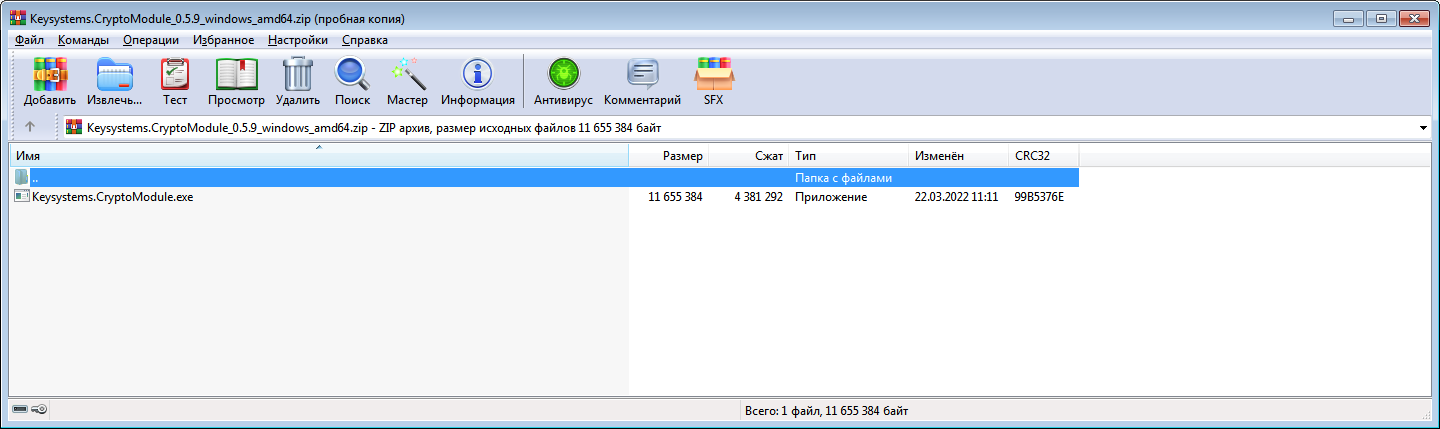 Keysystems.CryptoModule_0.5.9_windows_amd64.zip (пробная копия)
Файл Команды Операции Избранное Настройки Справка
Добавить Извлечь... Тест Просмотр Удалить Поиск Мастер Информация Антивирус Комментарий SFX
Keysystems.CryptoModule_0.5.9_windows_amd64.zip - ZIP архив, размер исходных файлов 11 655 384 байт
Имя Размер Сжат Тип Изменён CRC32
.. Папка с файлами
Keysystems.CryptoModule.exe 11 655 384 4 381 292 Приложение 22.03.2022 11:11 99B5376E
Всего: 1 файл, 11 655 384 байт